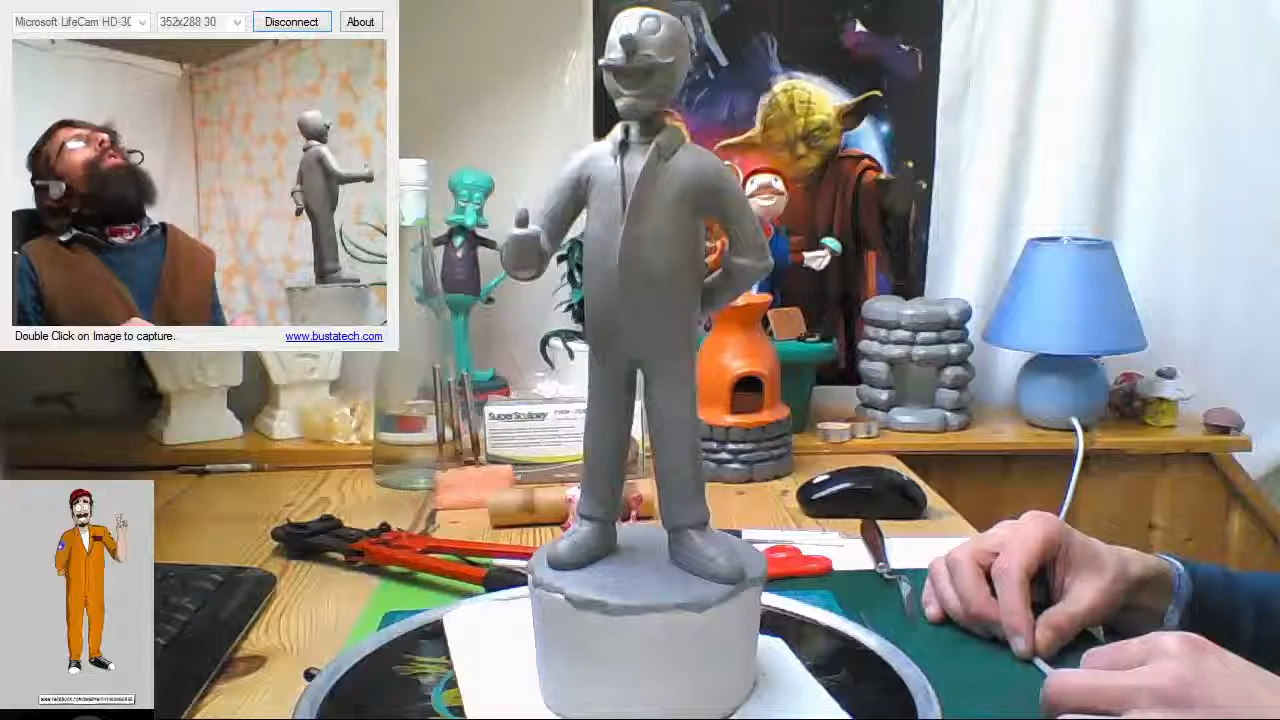 Microsoft LifeCam HD-30
352x288 30
Disconnect
About
Double Click on Image to capture.
www.bustatech.com
SuperSculpey